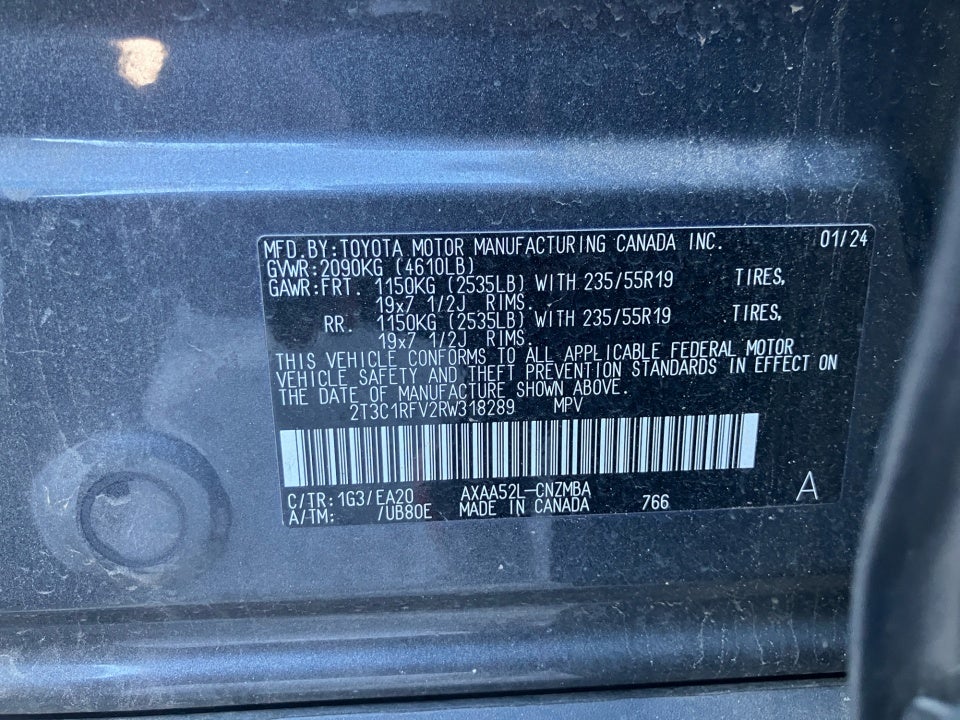 MFD.BY:TOYOTA MOTOR MANUFACTURING CANADA INC. 01/24
GVWR:2090KG (4610LB)
GAWR:FRT. 1150KG (2535LB) WITH 235/55R19 TIRES,
19x7 1/2J RIMS.
RR. 1150KG (2535LB) WITH 235/55R19 TIRES,
19x7 1/2J RIMS.
THIS VEHICLE CONFORMS TO ALL APPLICABLE FEDERAL MOTOR
VEHICLE SAFETY AND THEFT PREVENTION STANDARDS IN EFFECT ON
THE DATE OF MANUFACTURE SHOWN ABOVE.
2T3C1RFV2RW318289 MPV
C/TR:1G3/EA20 AXAA52L-CNZMBA
A/TM: /UB80E MADE IN CANADA 766 A